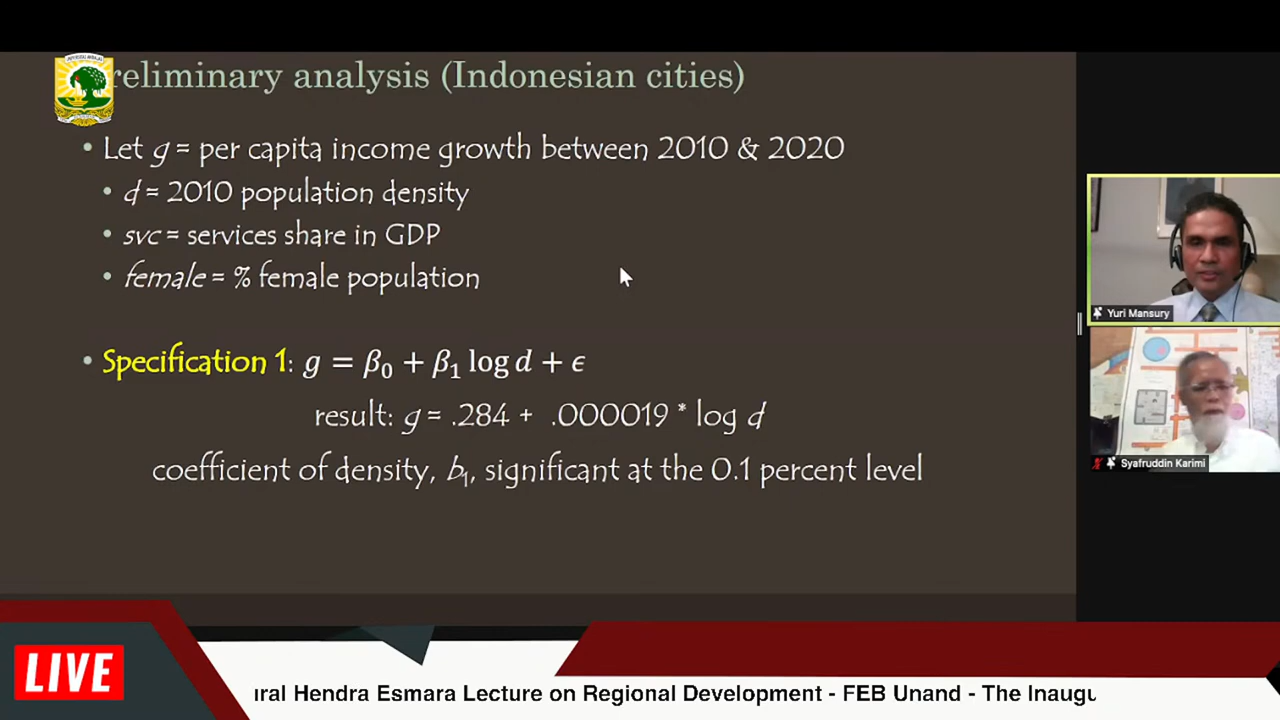 reliminary analysis (Indonesian cities)
• Let g = per capita income growth between 2010 & 2020
• d = 2010 population density
• svc = services share in GDP
• female = % female population
• Specification 1: g = β₀ + β₁ log d + ϵ
result: g = .284 + .000019 * log d
coefficient of density, b₁, significant at the 0.1 percent level
Yuri Mansury
Syafruddin Karimi
LIVE
ural Hendra Esmara Lecture on Regional Development - FEB Unand - The Inaugu